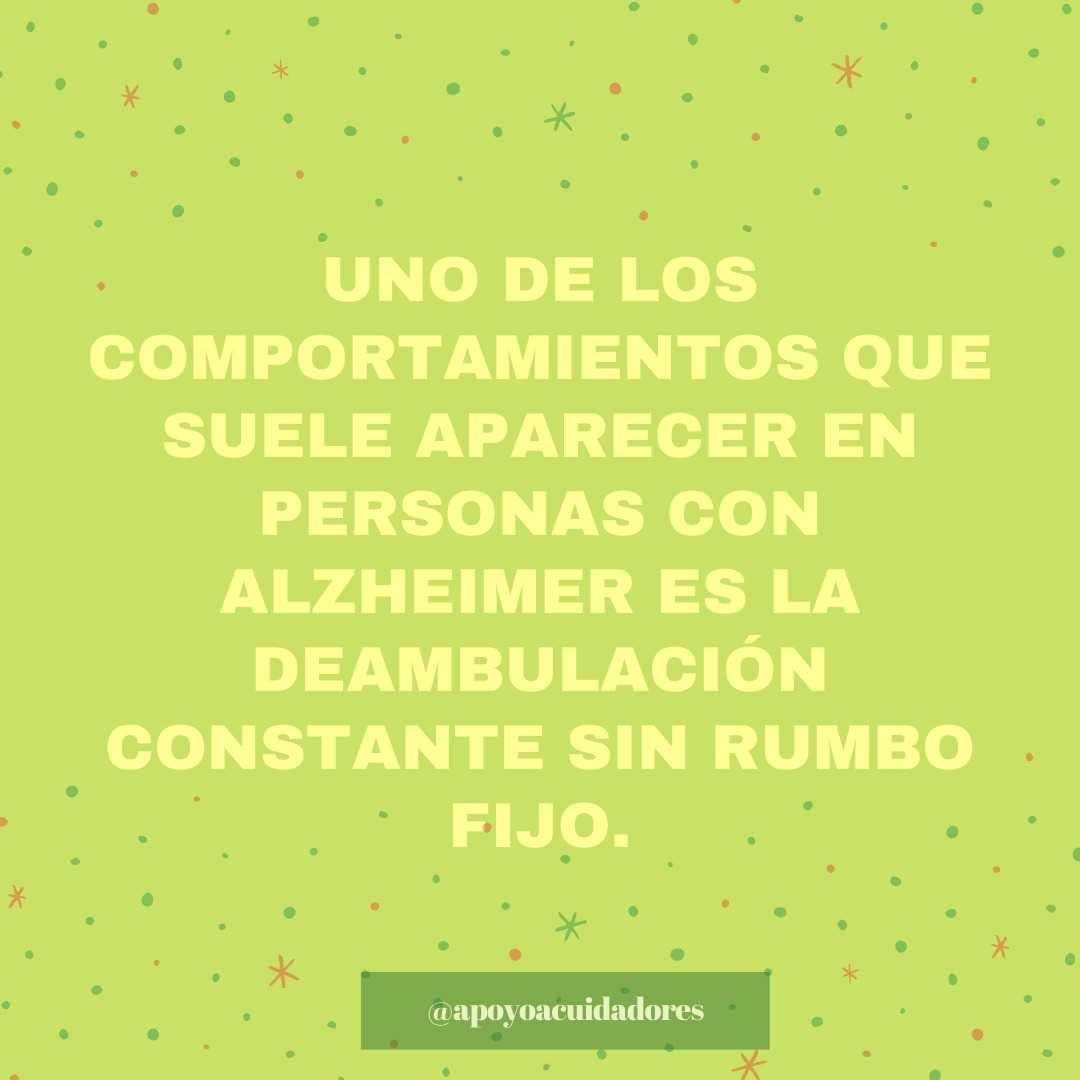 UNO DE LOS
COMPORTAMIENTOS QUE
SUELE APARECER EN
PERSONAS CON
ALZHEIMER ES LA
DEAMBULACIÓN
CONSTANTE SIN RUMBO
FIJO.
@apoyoacuidadores